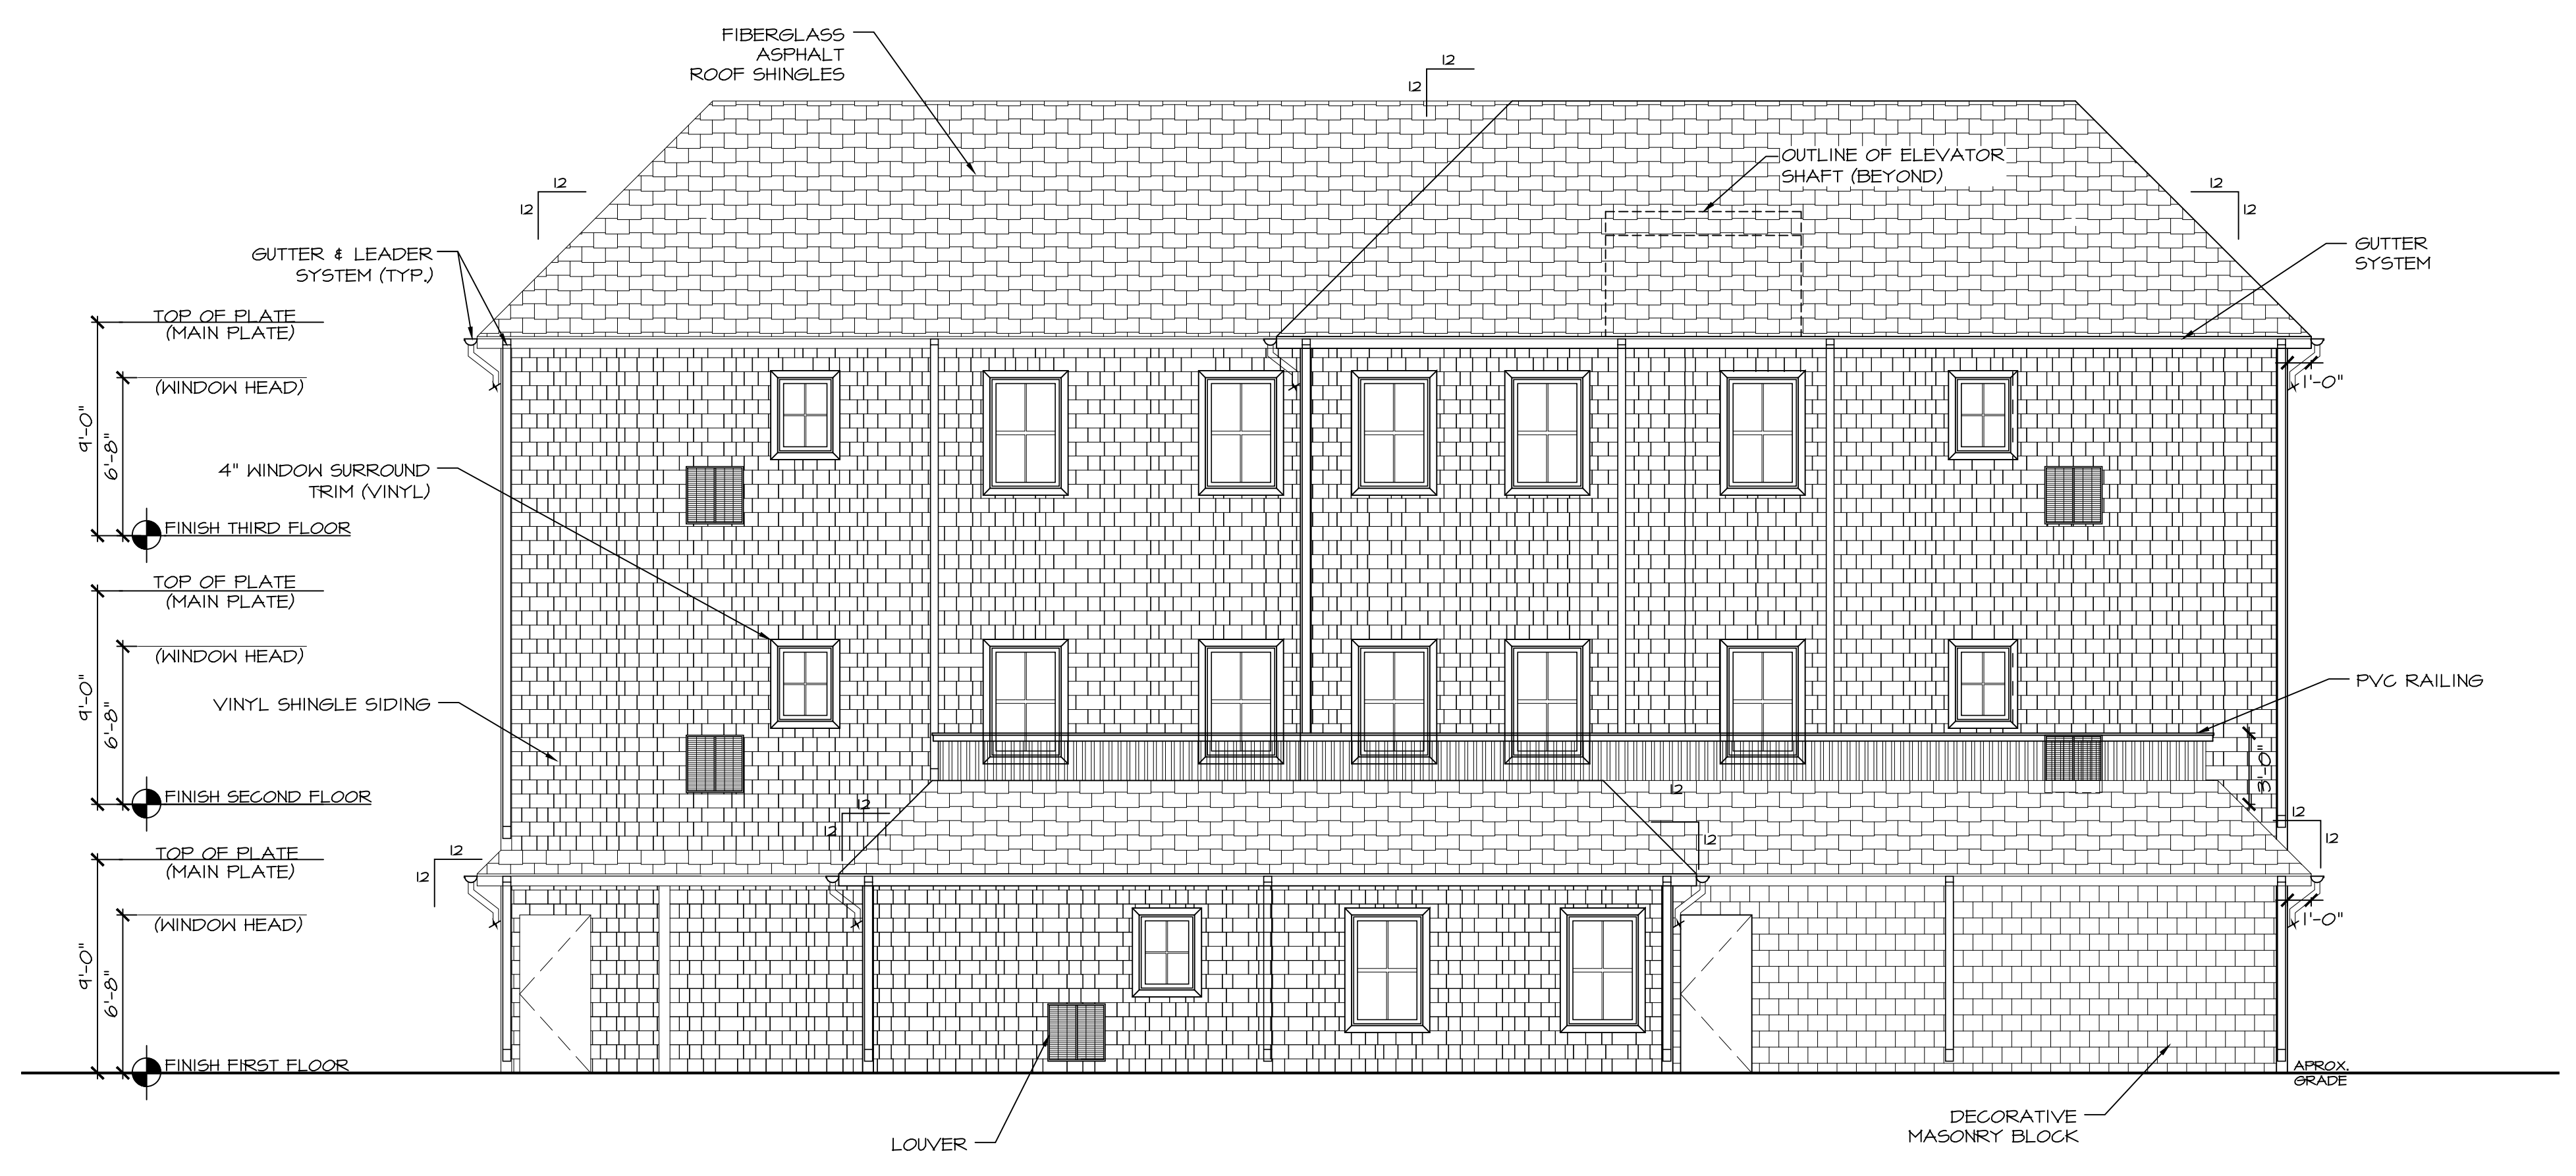 FIBERGLASS
ASPHALT
ROOF SHINGLES
12
12
OUTLINE OF ELEVATOR
SHAFT (BEYOND)
12
12
12
12
GUTTER & LEADER
SYSTEM (TYP.)
GUTTER
SYSTEM
TOP OF PLATE
(MAIN PLATE)
(WINDOW HEAD)
1'-0"
9'-0"
6'-8"
4" WINDOW SURROUND
TRIM (VINYL)
FINISH THIRD FLOOR
TOP OF PLATE
(MAIN PLATE)
(WINDOW HEAD)
9'-0"
6'-8"
VINYL SHINGLE SIDING
PVC RAILING
3'-0"
FINISH SECOND FLOOR
12
12
12
12
12
12
TOP OF PLATE
(MAIN PLATE)
12
12
(WINDOW HEAD)
1'-0"
9'-0"
6'-8"
FINISH FIRST FLOOR
APROX.
GRADE
LOUVER
DECORATIVE
MASONRY BLOCK